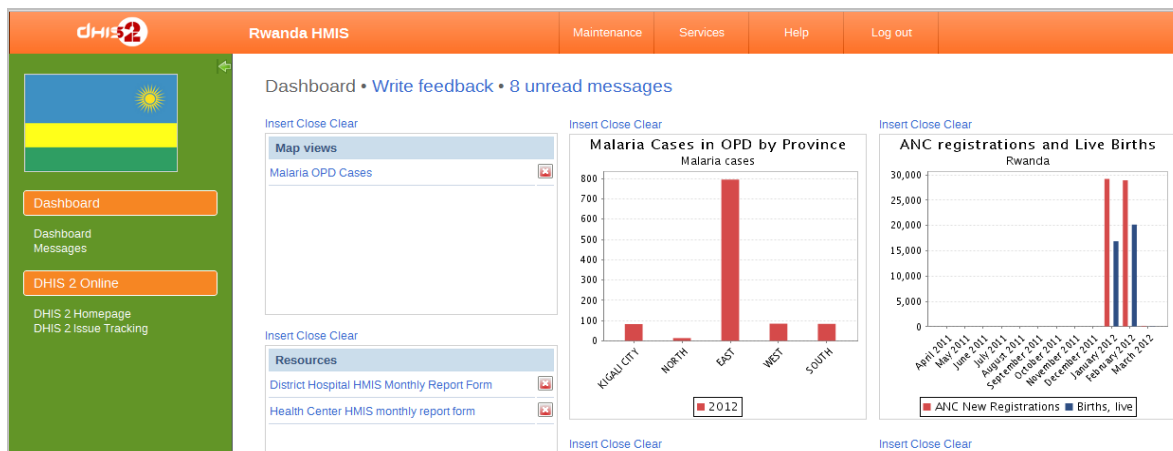 dHIS2
Rwanda HMIS
Maintenance
Services
Help
Log out
Dashboard • Write feedback • 8 unread messages
Dashboard
Dashboard
Messages
DHIS 2 Online
DHIS 2 Homepage
DHIS 2 Issue Tracking
Insert Close Clear
Map views
Malaria OPD Cases
Insert Close Clear
Resources
District Hospital HMIS Monthly Report Form
Health Center HMIS monthly report form
Insert Close Clear
Malaria Cases in OPD by Province
Malaria cases
800
700
600
500
400
300
200
100
0
KIGALI CITY
NORTH
EAST
WEST
SOUTH
2012
Insert Close Clear
Insert Close Clear
ANC registrations and Live Births
Rwanda
30,000
25,000
20,000
15,000
10,000
5,000
0
April 2011
May 2011
June 2011
July 2011
August 2011
September 2011
October 2011
November 2011
December 2011
January 2012
February 2012
March 2012
ANC New Registrations
Births, live
Insert Close Clear